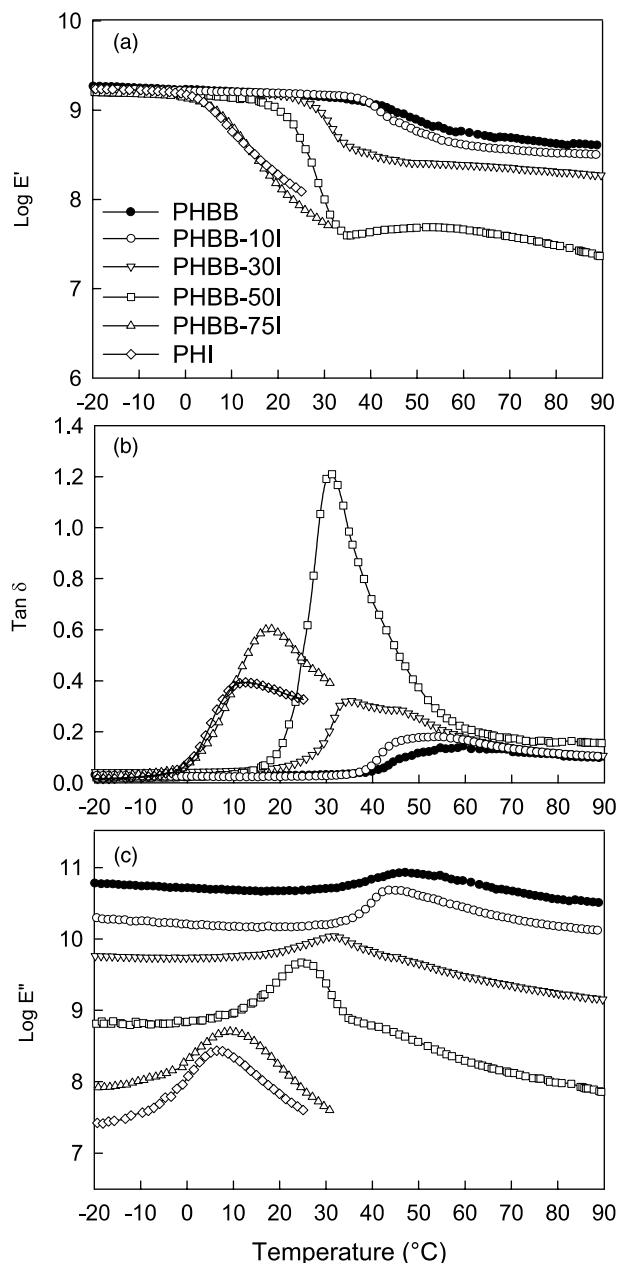 (a)
10
9
8
7
6
Log E'
PHBB
PHBB-10I
PHBB-30I
PHBB-50I
PHBB-75I
PHI
-20 -10 0 10 20 30 40 50 60 70 80 90
(b)
1.4
1.2
1.0
0.8
0.6
0.4
0.2
0.0
Tan δ
-20 -10 0 10 20 30 40 50 60 70 80 90
(c)
11
10
9
8
7
Log E"
-20 -10 0 10 20 30 40 50 60 70 80 90
Temperature (°C)